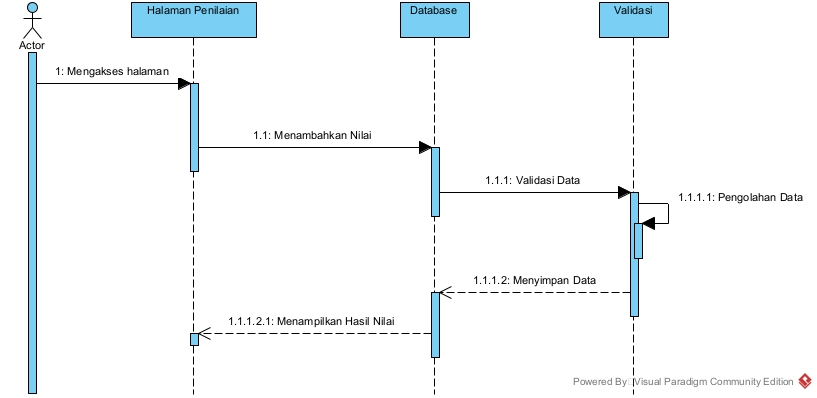 Halaman Penilaian
Database
Validasi
Actor
1: Mengakses halaman
1.1: Menambahkan Nilai
1.1.1: Validasi Data
1.1.1.1: Pengolahan Data
1.1.1.2: Menyimpan Data
1.1.1.2.1: Menampilkan Hasil Nilai
Powered By: Visual Paradigm Community Edition